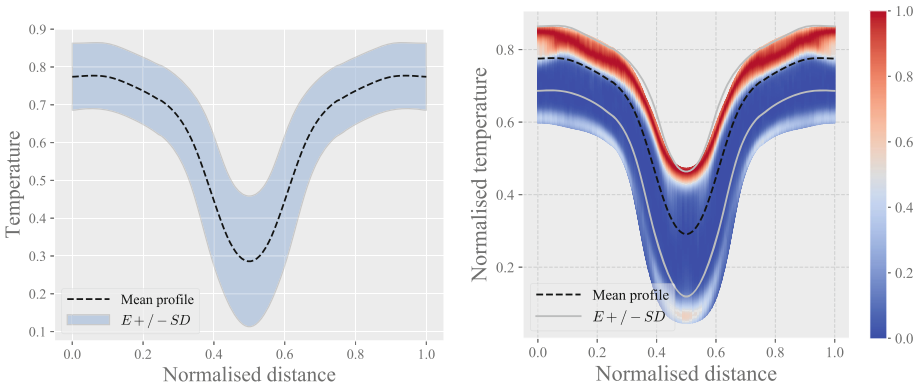 0.9
0.8
0.7
0.6
0.5
0.4
0.3
0.2
0.1
Temperature
Mean profile
E + / − SD
0.0 0.2 0.4 0.6 0.8 1.0
Normalised distance
0.8
0.6
0.4
0.2
Normalised temperature
Mean profile
E + / − SD
0.0 0.2 0.4 0.6 0.8 1.0
Normalised distance
1.0
0.8
0.6
0.4
0.2
0.0